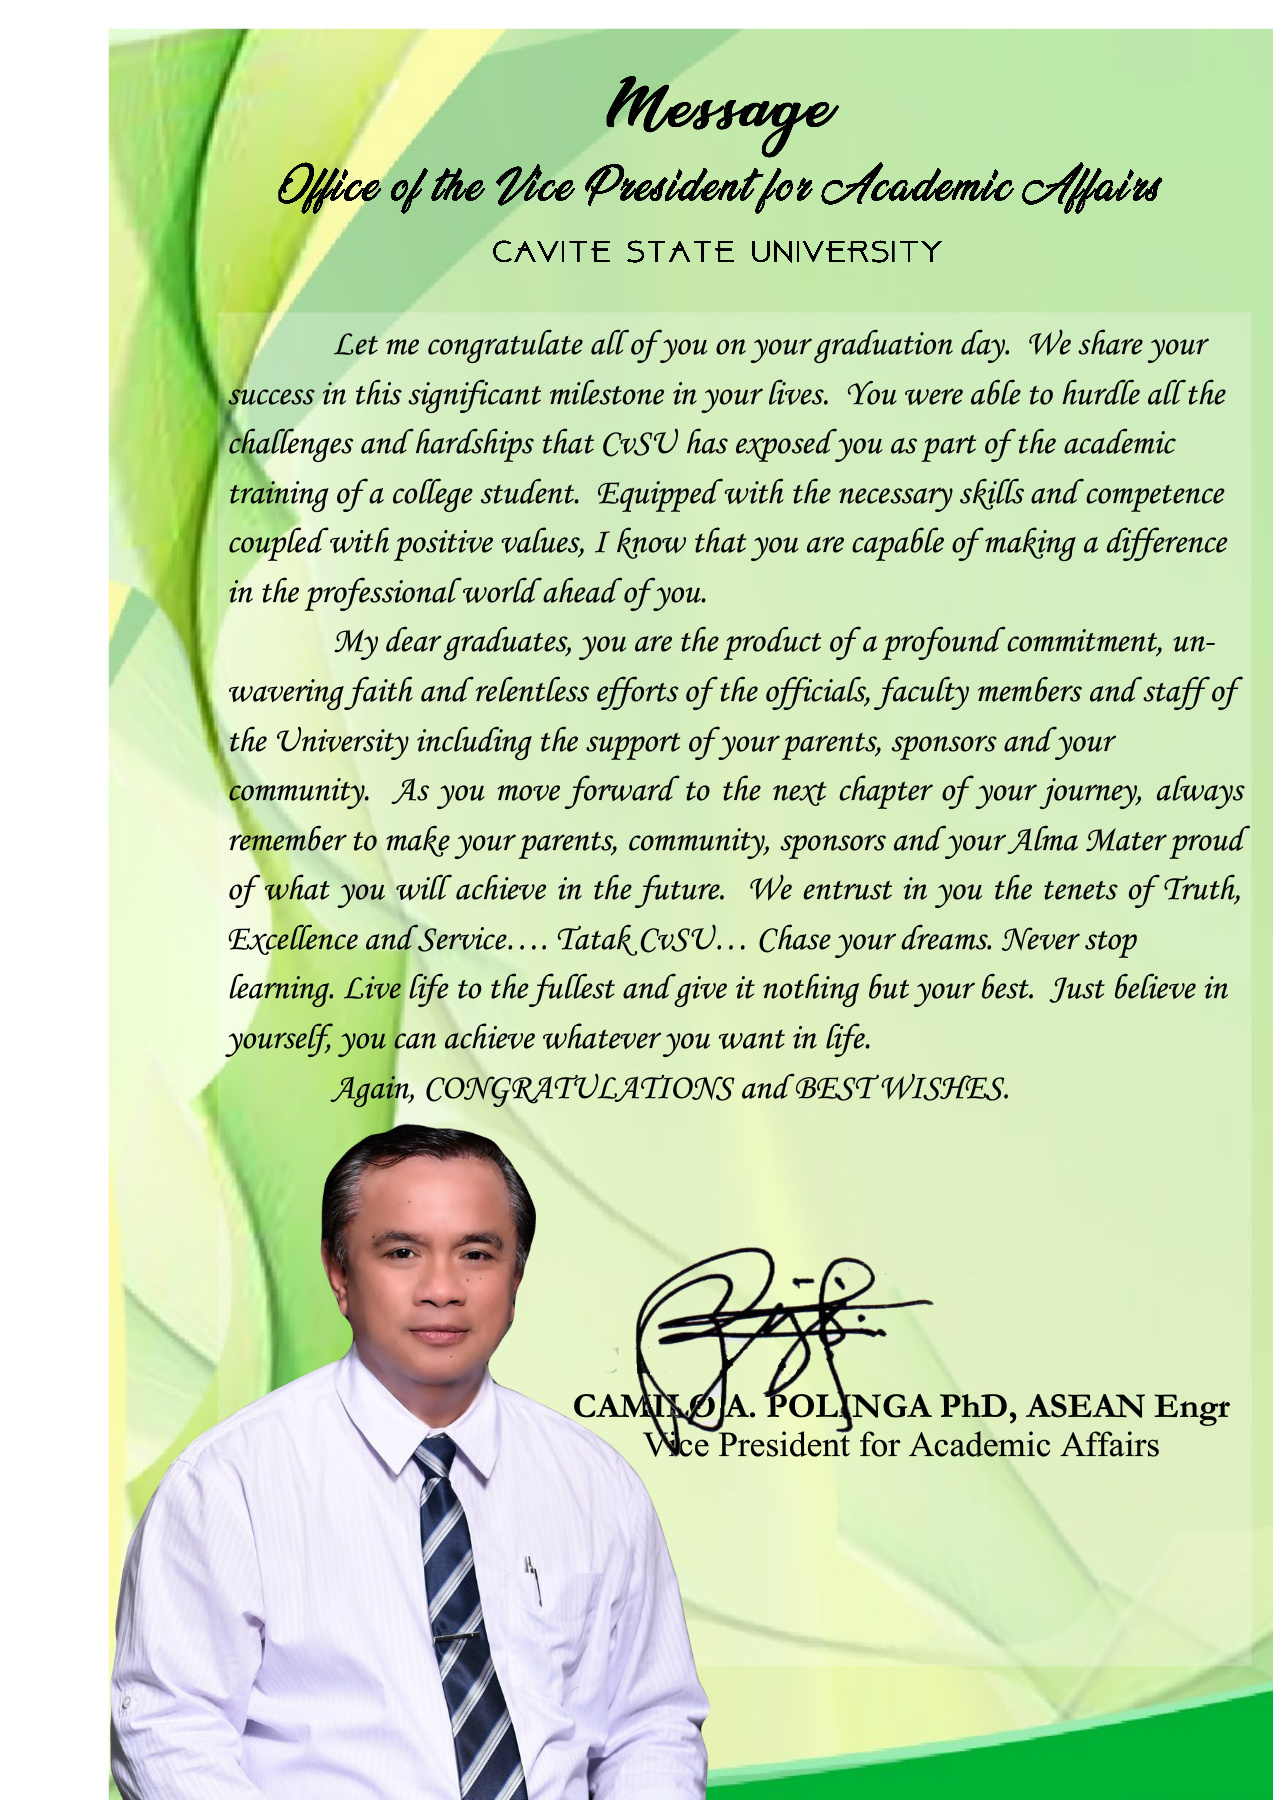 Message
Office of the Vice President for Academic Affairs
CAVITE STATE UNIVERSITY
Let me congratulate all of you on your graduation day.  We share your
success in this significant milestone in your lives.  You were able to hurdle all the
challenges and hardships that CvSU has exposed you as part of the academic
training of a college student.  Equipped with the necessary skills and competence
coupled with positive values, I know that you are capable of making a difference
in the professional world ahead of you.
My dear graduates, you are the product of a profound commitment, un-
wavering faith and relentless efforts of the officials, faculty members and staff of
the University including the support of your parents, sponsors and your
community.  As you move forward to the next chapter of your journey, always
remember to make your parents, community, sponsors and your Alma Mater proud
of what you will achieve in the future.  We entrust in you the tenets of Truth,
Excellence and Service…. Tatak CvSU… Chase your dreams. Never stop
learning. Live life to the fullest and give it nothing but your best.  Just believe in
yourself, you can achieve whatever you want in life.
Again, CONGRATULATIONS and BEST WISHES.
CAMILO A. POLINGA PhD, ASEAN Engr
Vice President for Academic Affairs